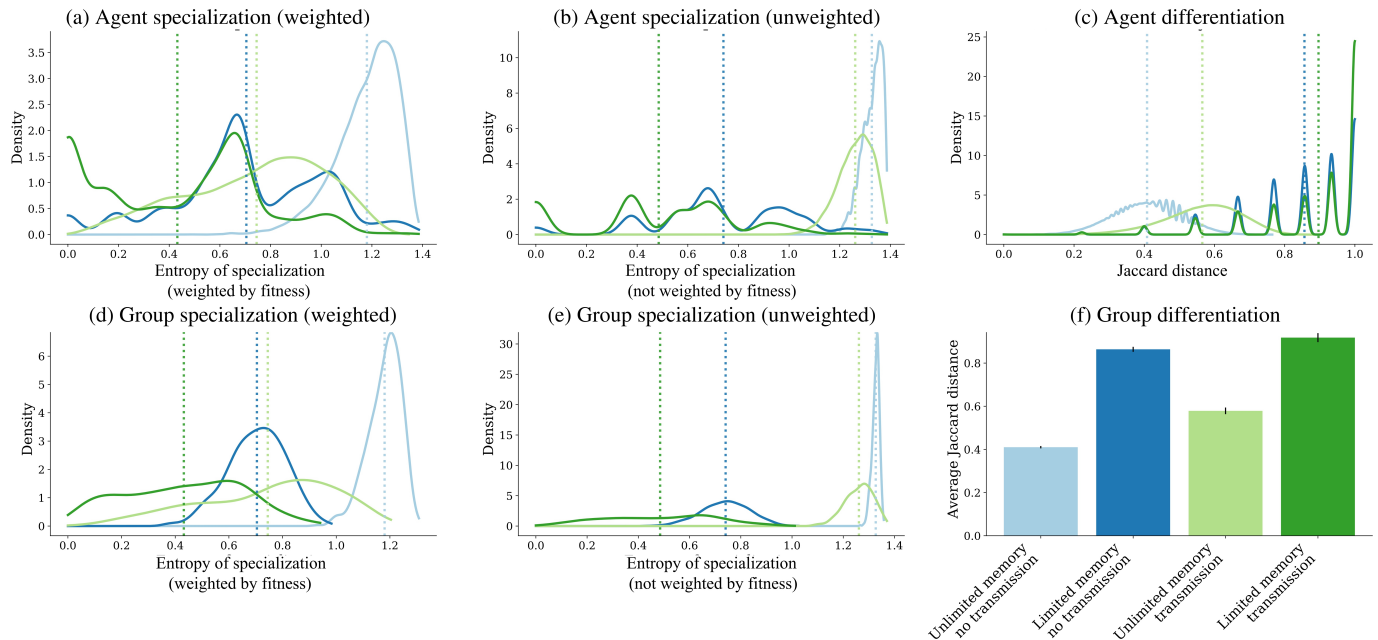 (a) Agent specialization (weighted)
3.5
3.0
2.5
2.0
1.5
1.0
0.5
0.0
Density
0.0 0.2 0.4 0.6 0.8 1.0 1.2 1.4
Entropy of specialization
(weighted by fitness)
(b) Agent specialization (unweighted)
10
8
6
4
2
0
Density
0.0 0.2 0.4 0.6 0.8 1.0 1.2 1.4
Entropy of specialization
(not weighted by fitness)
(c) Agent differentiation
25
20
15
10
5
0
Density
0.0 0.2 0.4 0.6 0.8 1.0
Jaccard distance
(d) Group specialization (weighted)
6
5
4
3
2
1
0
Density
0.0 0.2 0.4 0.6 0.8 1.0 1.2
Entropy of specialization
(weighted by fitness)
(e) Group specialization (unweighted)
30
25
20
15
10
5
0
Density
0.0 0.2 0.4 0.6 0.8 1.0 1.2 1.4
Entropy of specialization
(not weighted by fitness)
(f) Group differentiation
0.8
0.6
0.4
0.2
0.0
Average Jaccard distance
Unlimited memory
no transmission
Limited memory
no transmission
Unlimited memory
transmission
Limited memory
transmission